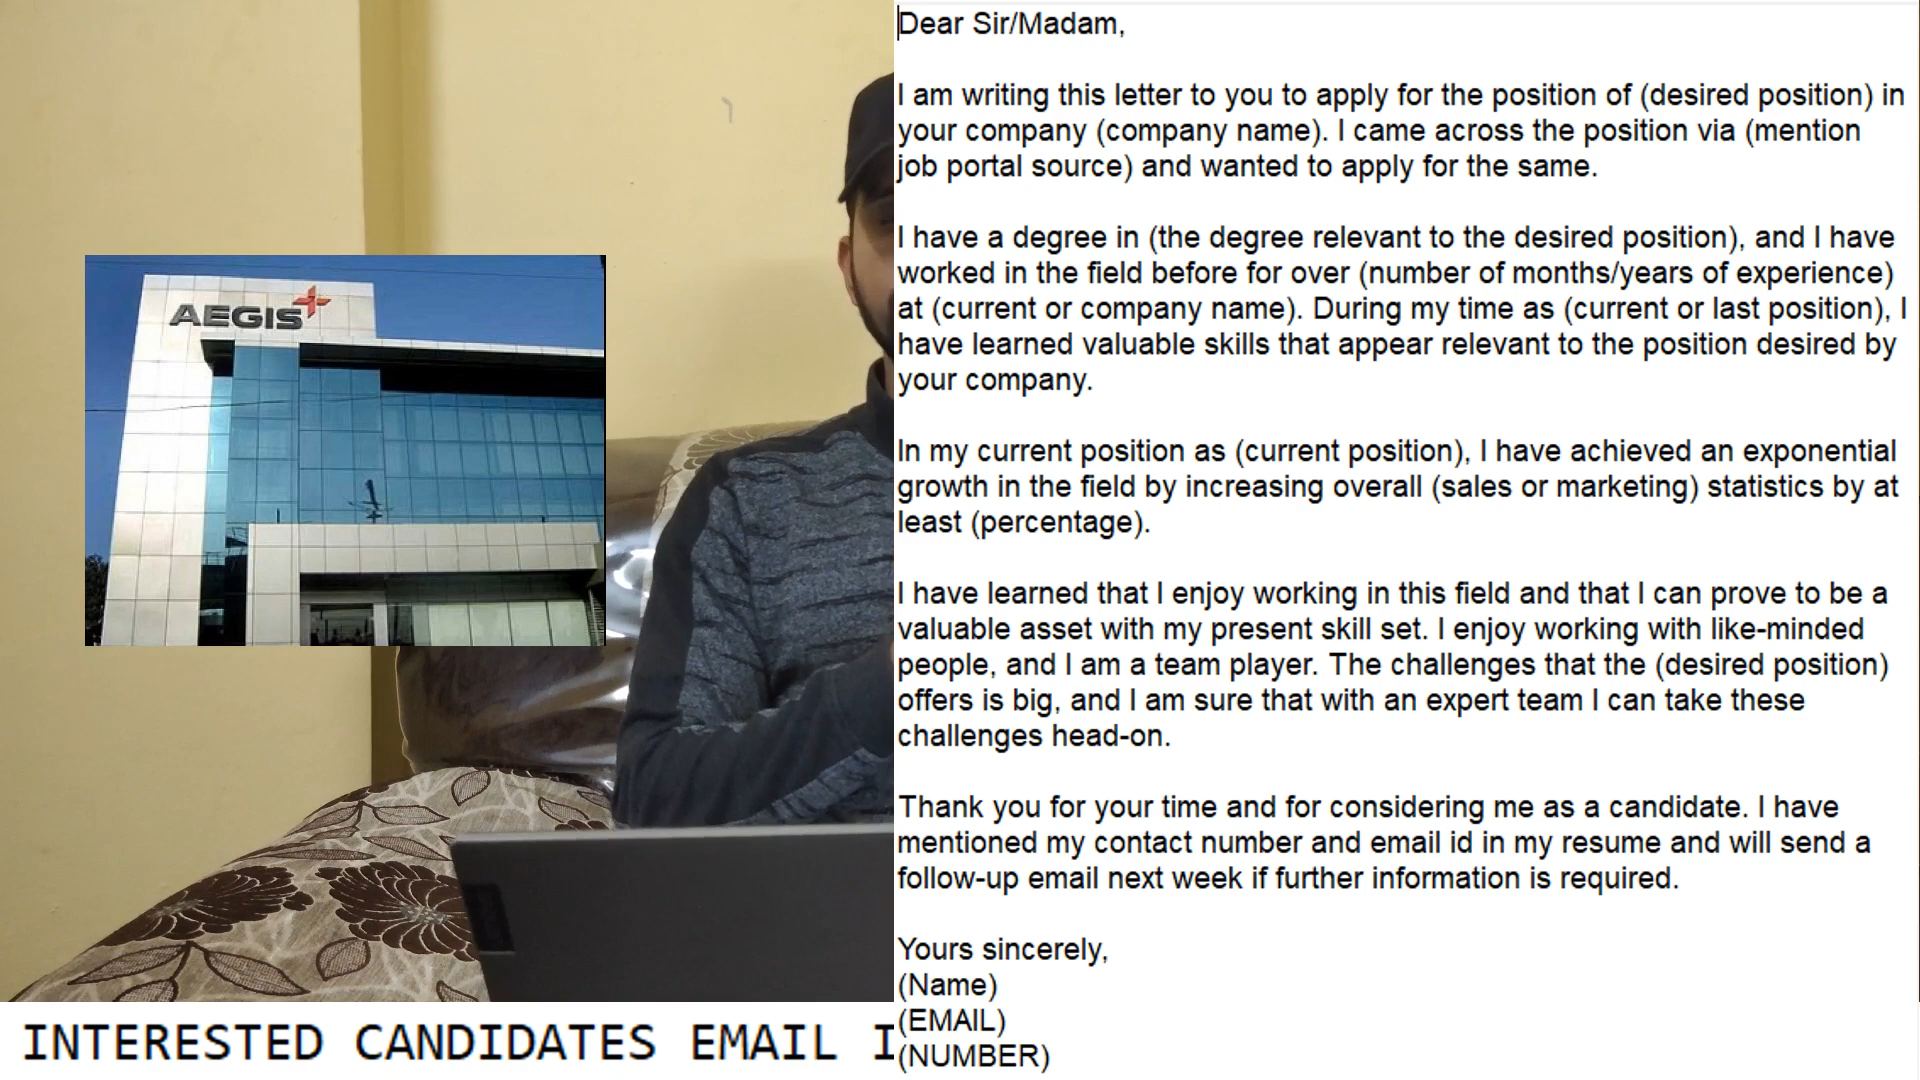 AEGIS
INTERESTED CANDIDATES EMAIL I
Dear Sir/Madam,
I am writing this letter to you to apply for the position of (desired position) in
your company (company name). I came across the position via (mention
job portal source) and wanted to apply for the same.
I have a degree in (the degree relevant to the desired position), and I have
worked in the field before for over (number of months/years of experience)
at (current or company name). During my time as (current or last position), I
have learned valuable skills that appear relevant to the position desired by
your company.
In my current position as (current position), I have achieved an exponential
growth in the field by increasing overall (sales or marketing) statistics by at
least (percentage).
I have learned that I enjoy working in this field and that I can prove to be a
valuable asset with my present skill set. I enjoy working with like-minded
people, and I am a team player. The challenges that the (desired position)
offers is big, and I am sure that with an expert team I can take these
challenges head-on.
Thank you for your time and for considering me as a candidate. I have
mentioned my contact number and email id in my resume and will send a
follow-up email next week if further information is required.
Yours sincerely,
(Name)
(EMAIL)
(NUMBER)